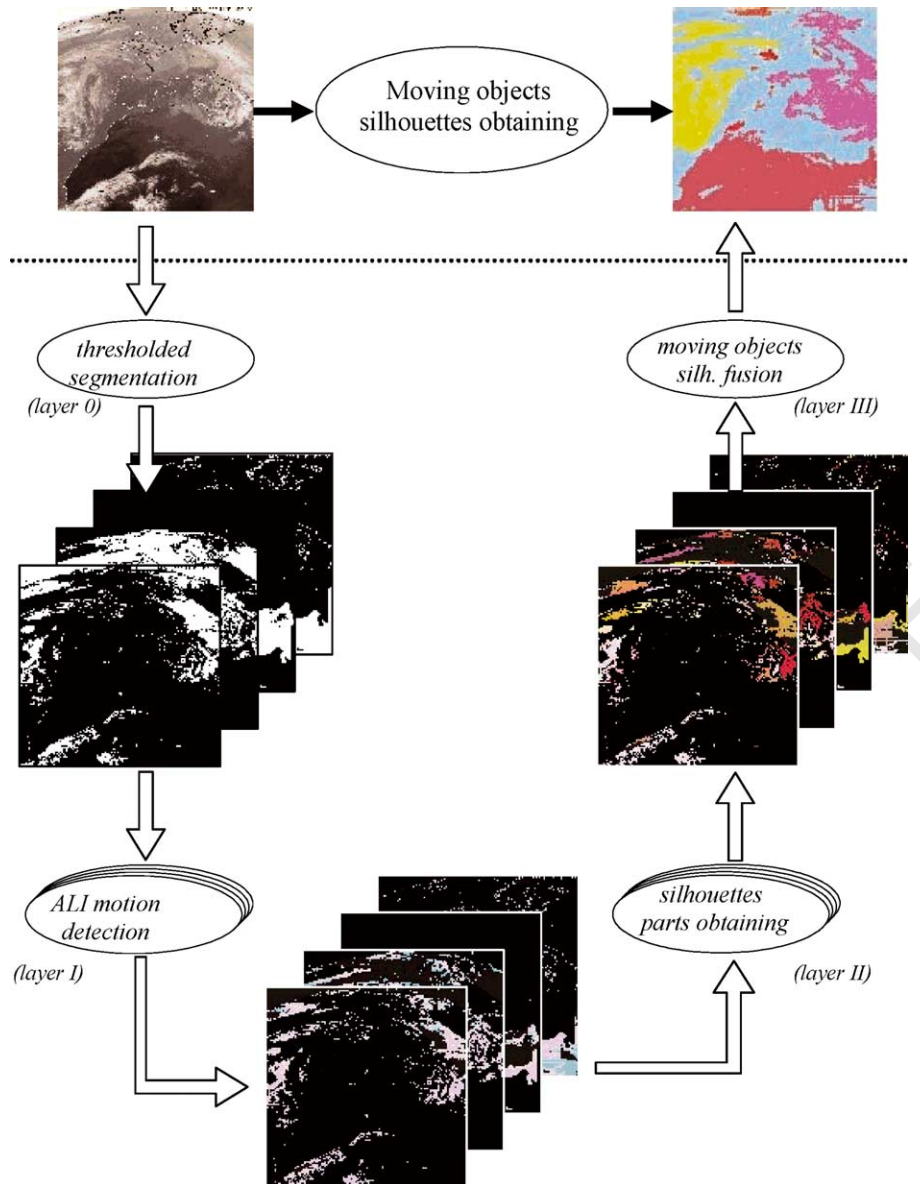 Moving objects
silhouettes obtaining
thresholded
segmentation
(layer 0)
moving objects
silh. fusion
(layer III)
ALI motion
detection
(layer I)
silhouettes
parts obtaining
(layer II)